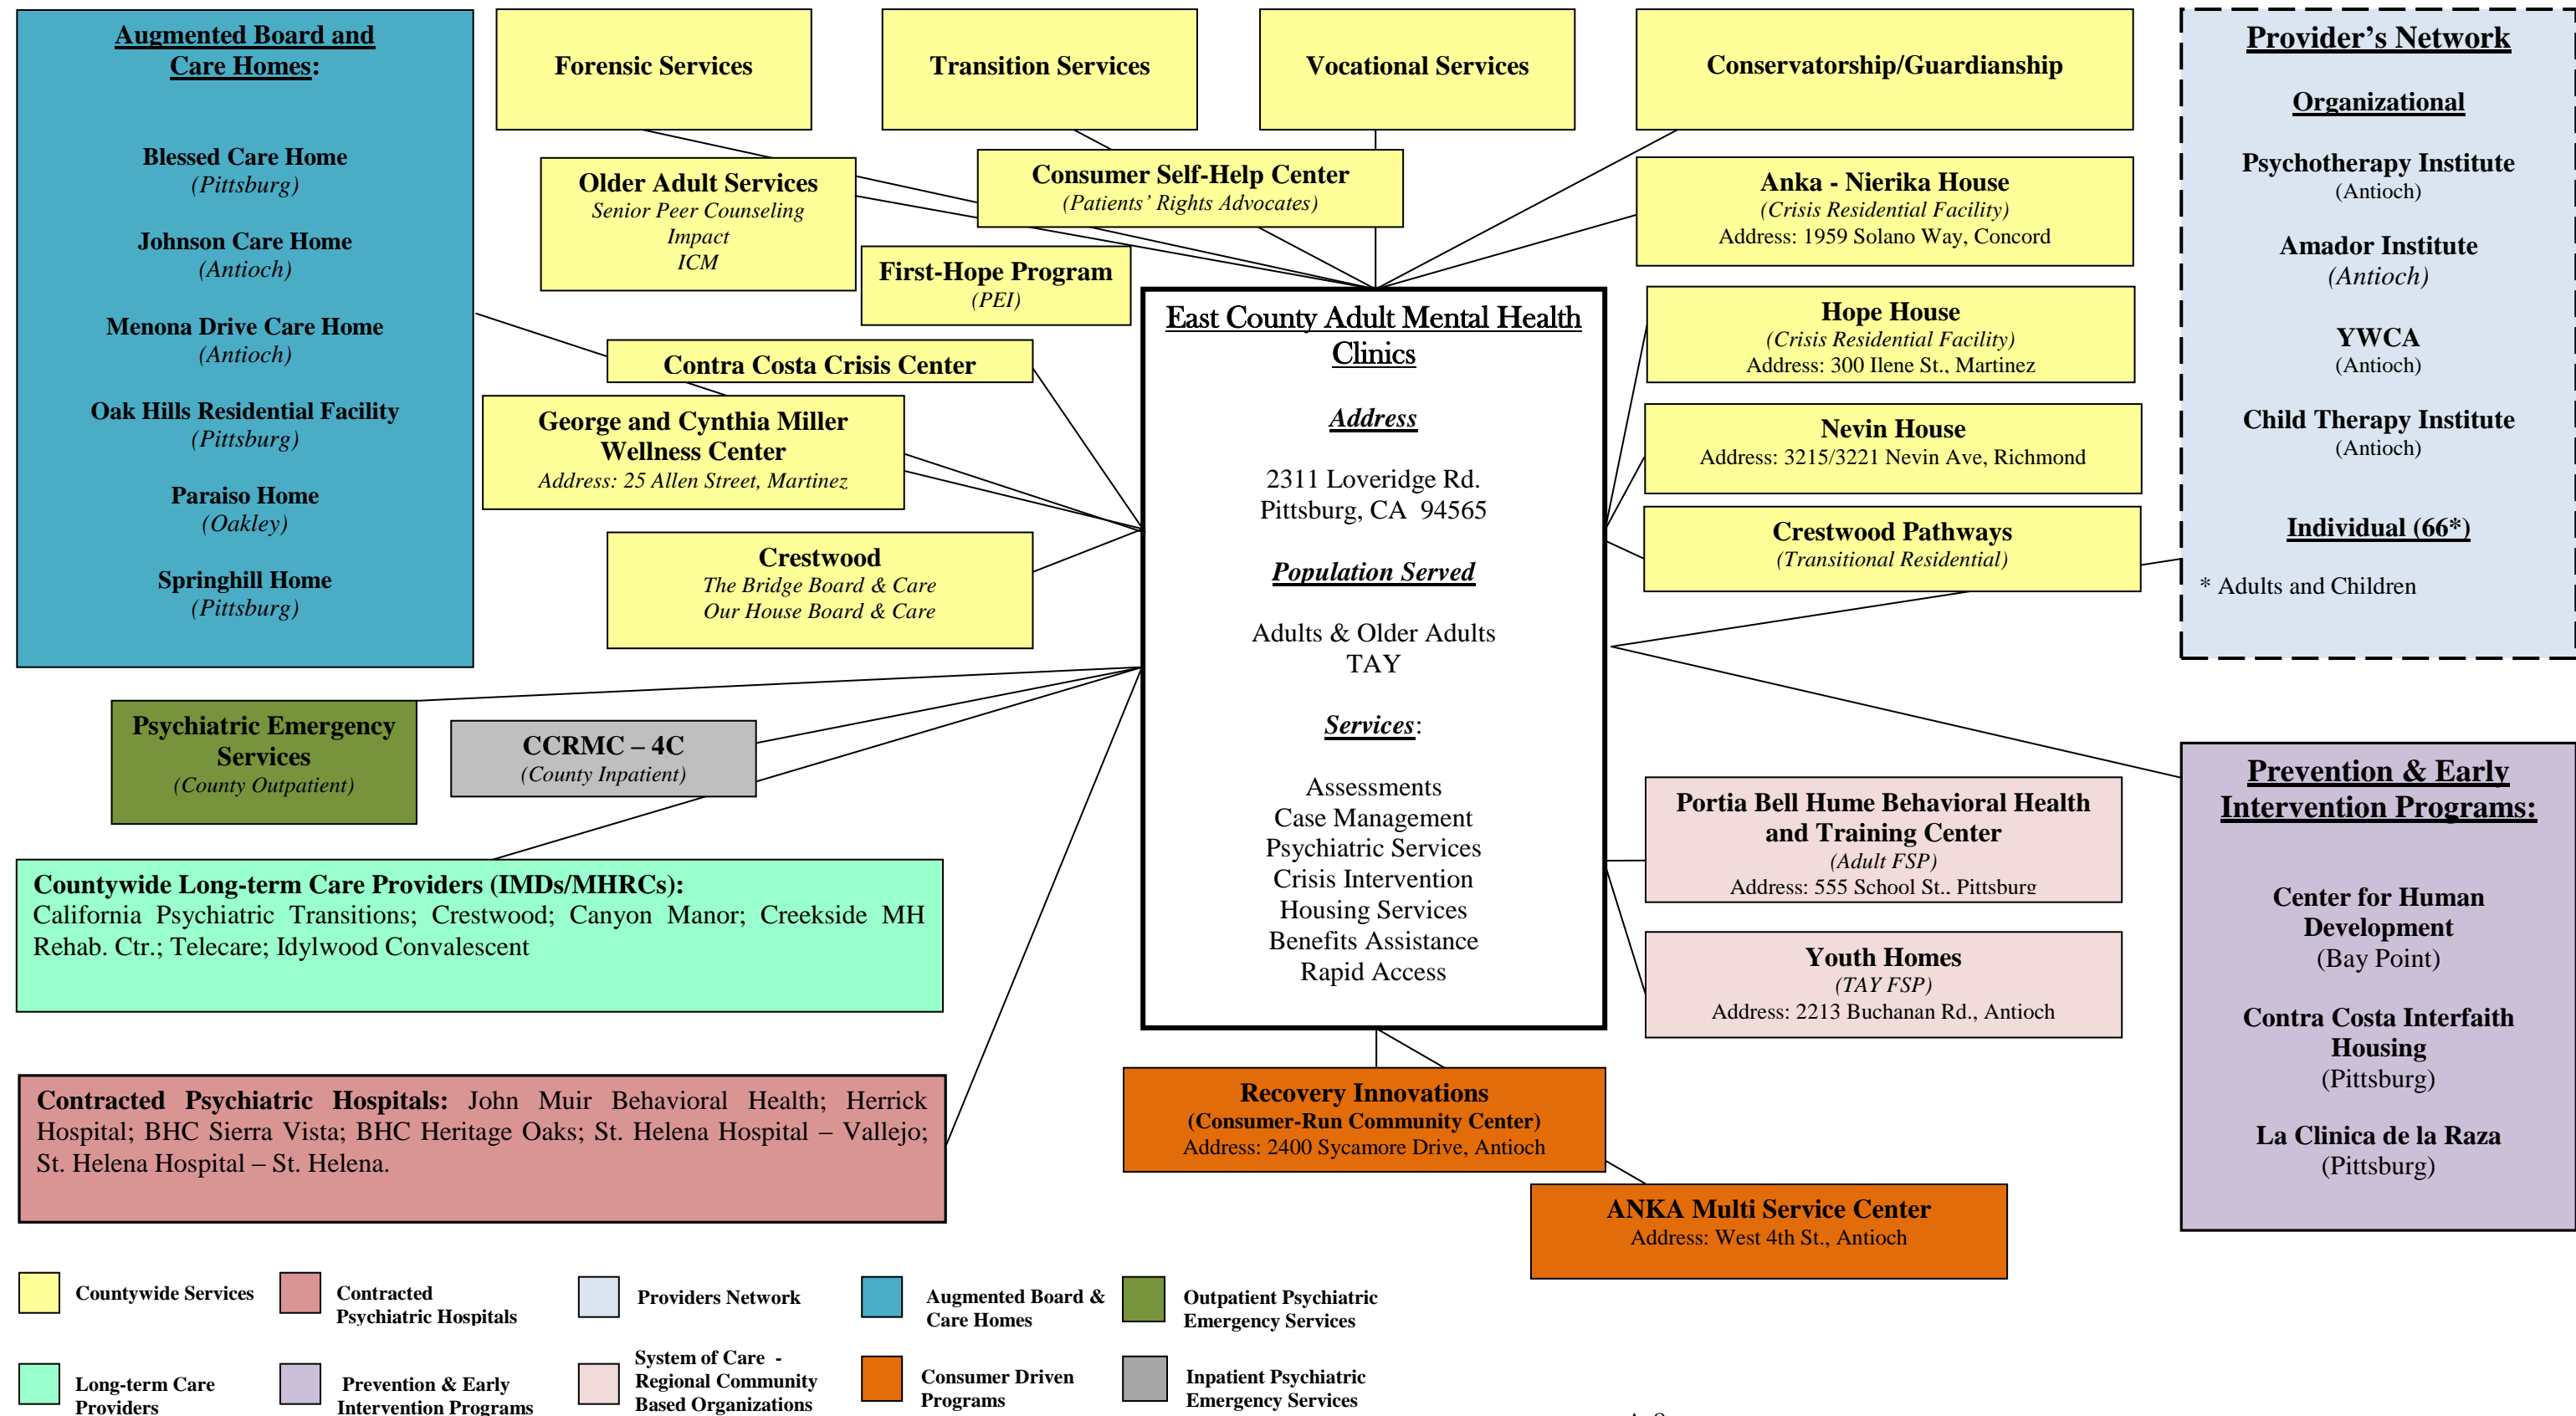 Augmented Board and
Care Homes:
Blessed Care Home
(Pittsburg)
Johnson Care Home
(Antioch)
Menona Drive Care Home
(Antioch)
Oak Hills Residential Facility
(Pittsburg)
Paraiso Home
(Oakley)
Springhill Home
(Pittsburg)
Forensic Services
Transition Services
Vocational Services
Conservatorship/Guardianship
Older Adult Services
Senior Peer Counseling
Impact
ICM
Consumer Self-Help Center
(Patients’ Rights Advocates)
First-Hope Program
(PEI)
Contra Costa Crisis Center
George and Cynthia Miller
Wellness Center
Address: 25 Allen Street, Martinez
Crestwood
The Bridge Board & Care
Our House Board & Care
East County Adult Mental Health
Clinics
Address
2311 Loveridge Rd.
Pittsburg, CA 94565
Population Served
Adults & Older Adults
TAY
Services:
Assessments
Case Management
Psychiatric Services
Crisis Intervention
Housing Services
Benefits Assistance
Rapid Access
Anka - Nierika House
(Crisis Residential Facility)
Address: 1959 Solano Way, Concord
Hope House
(Crisis Residential Facility)
Address: 300 Ilene St., Martinez
Nevin House
Address: 3215/3221 Nevin Ave, Richmond
Crestwood Pathways
(Transitional Residential)
Provider’s Network
Organizational
Psychotherapy Institute
(Antioch)
Amador Institute
(Antioch)
YWCA
(Antioch)
Child Therapy Institute
(Antioch)
Individual (66*)
* Adults and Children
Psychiatric Emergency
Services
(County Outpatient)
CCRMC – 4C
(County Inpatient)
Countywide Long-term Care Providers (IMDs/MHRCs):
California Psychiatric Transitions; Crestwood; Canyon Manor; Creekside MH
Rehab. Ctr.; Telecare; Idylwood Convalescent
Contracted Psychiatric Hospitals: John Muir Behavioral Health; Herrick
Hospital; BHC Sierra Vista; BHC Heritage Oaks; St. Helena Hospital – Vallejo;
St. Helena Hospital – St. Helena.
Portia Bell Hume Behavioral Health
and Training Center
(Adult FSP)
Address: 555 School St., Pittsburg
Youth Homes
(TAY FSP)
Address: 2213 Buchanan Rd., Antioch
Recovery Innovations
(Consumer-Run Community Center)
Address: 2400 Sycamore Drive, Antioch
ANKA Multi Service Center
Address: West 4th St., Antioch
Prevention & Early
Intervention Programs:
Center for Human
Development
(Bay Point)
Contra Costa Interfaith
Housing
(Pittsburg)
La Clinica de la Raza
(Pittsburg)
Countywide Services
Contracted
Psychiatric Hospitals
Providers Network
Augmented Board &
Care Homes
Outpatient Psychiatric
Emergency Services
Long-term Care
Providers
Prevention & Early
Intervention Programs
System of Care -
Regional Community
Based Organizations
Consumer Driven
Programs
Inpatient Psychiatric
Emergency Services